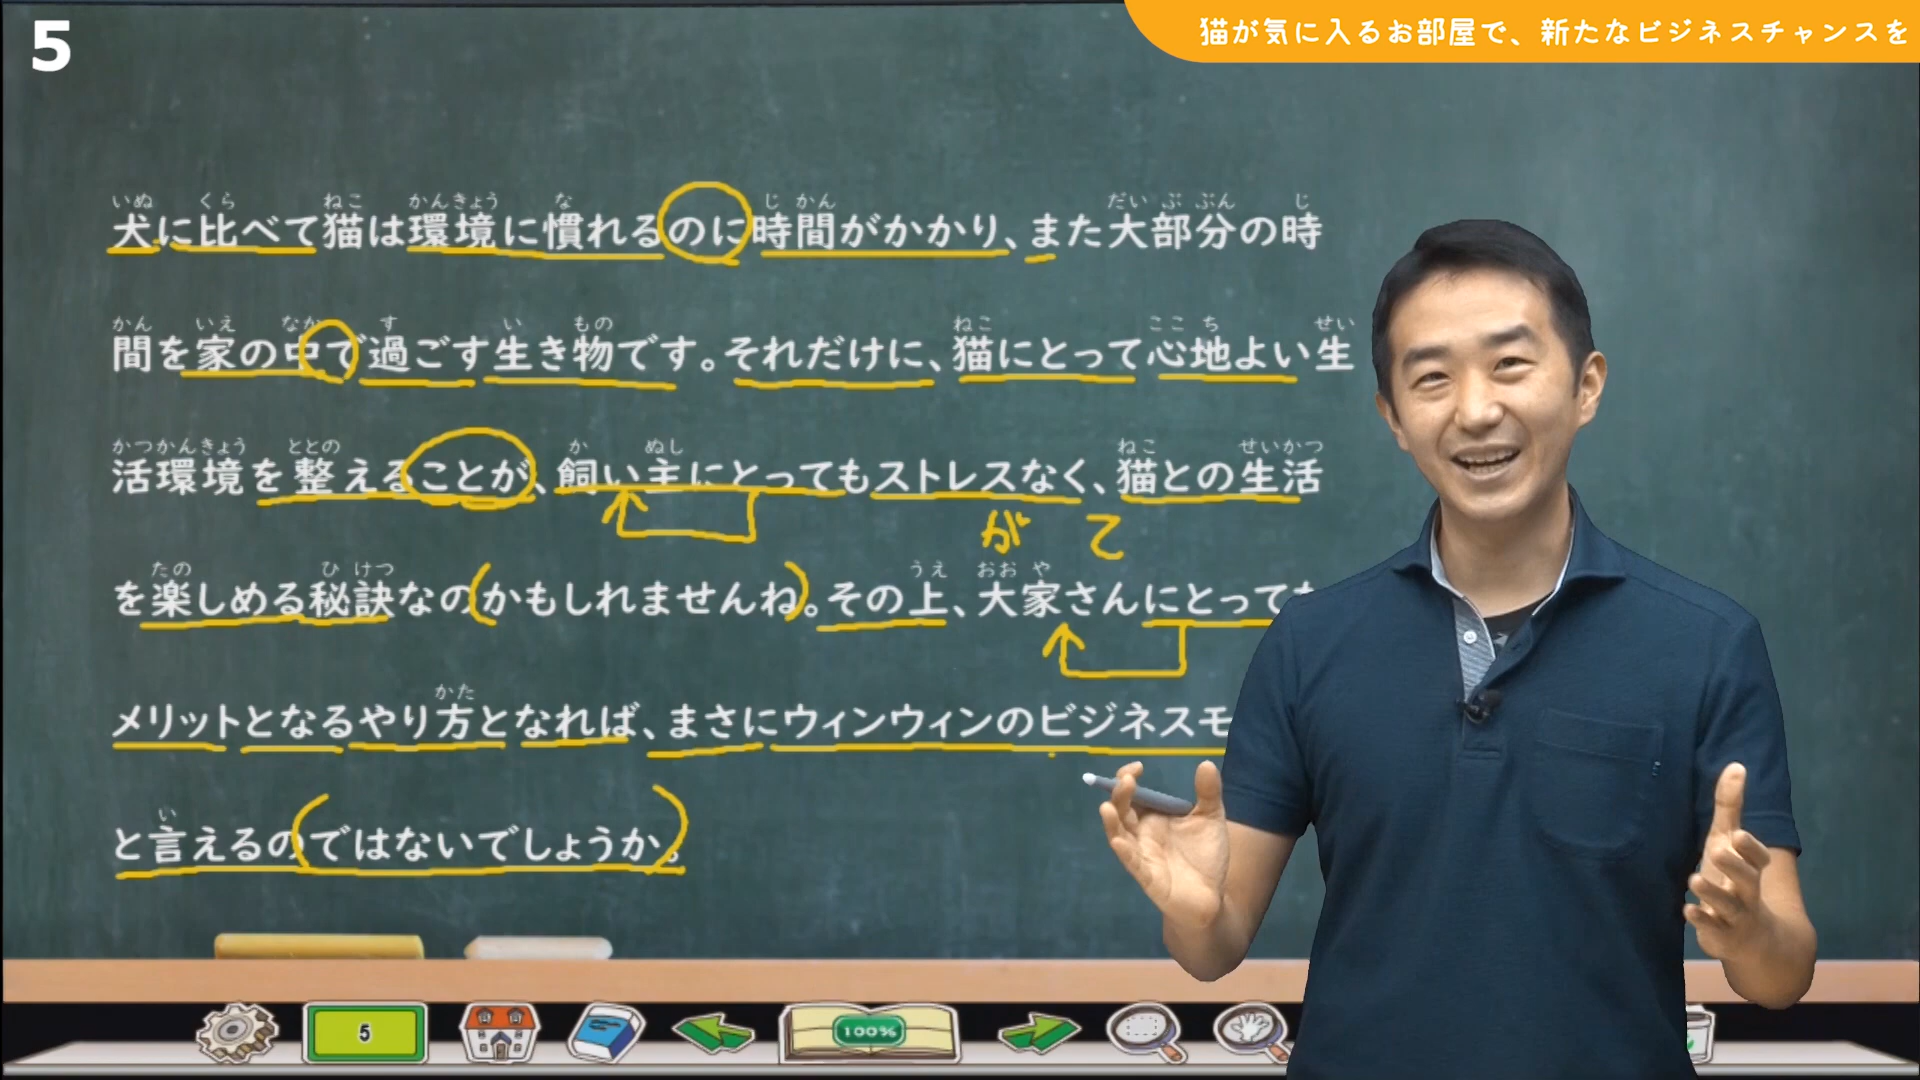 5
猫が気に入るお部屋で、新たなビジネスチャンスを
いぬ くら ねこ かんきょう な じ かん だい ぶ ぶん じ
犬に比べて猫は環境に慣れるのに時間がかかり、また大部分の時
かん いえ なか す い もの ねこ ここ ち せい
間を家の中で過ごす生き物です。それだけに、猫にとって心地よい生
かつかんきょう ととの か ぬし ねこ せいかつ
活環境を整えることが、飼い主にとってもストレスなく、猫との生活
が て
たの ひ けつ うえ おお や
を楽しめる秘訣なのかもしれませんね。その上、大家さんにとって
かた
メリットとなるやり方となれば、まさにウィンウィンのビジネスモ
い
と言えるのではないでしょうか。
5
100%